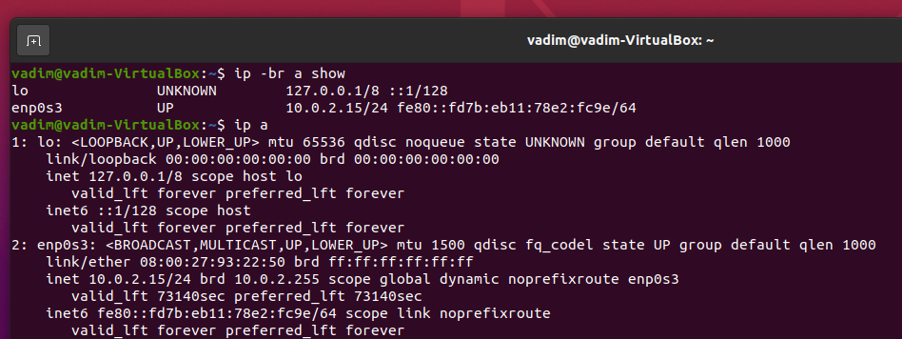 vadim@vadim-VirtualBox: ~
vadim@vadim-VirtualBox:~$ ip -br a show
lo               UNKNOWN        127.0.0.1/8 ::1/128
enp0s3           UP             10.0.2.15/24 fe80::fd7b:eb11:78e2:fc9e/64
vadim@vadim-VirtualBox:~$ ip a
1: lo: <LOOPBACK,UP,LOWER_UP> mtu 65536 qdisc noqueue state UNKNOWN group default qlen 1000
    link/loopback 00:00:00:00:00:00 brd 00:00:00:00:00:00
    inet 127.0.0.1/8 scope host lo
       valid_lft forever preferred_lft forever
    inet6 ::1/128 scope host
       valid_lft forever preferred_lft forever
2: enp0s3: <BROADCAST,MULTICAST,UP,LOWER_UP> mtu 1500 qdisc fq_codel state UP group default qlen 1000
    link/ether 08:00:27:93:22:50 brd ff:ff:ff:ff:ff:ff
    inet 10.0.2.15/24 brd 10.0.2.255 scope global dynamic noprefixroute enp0s3
       valid_lft 73140sec preferred_lft 73140sec
    inet6 fe80::fd7b:eb11:78e2:fc9e/64 scope link noprefixroute
       valid_lft forever preferred_lft forever